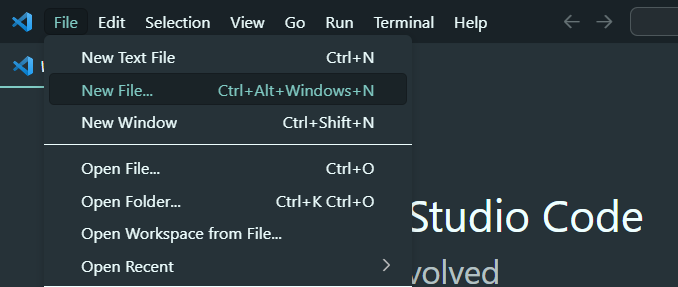 File Edit Selection View Go Run Terminal Help
New Text File Ctrl+N
New File... Ctrl+Alt+Windows+N
New Window Ctrl+Shift+N
Open File... Ctrl+O
Open Folder... Ctrl+K Ctrl+O
Open Workspace from File...
Studio Code
Open Recent